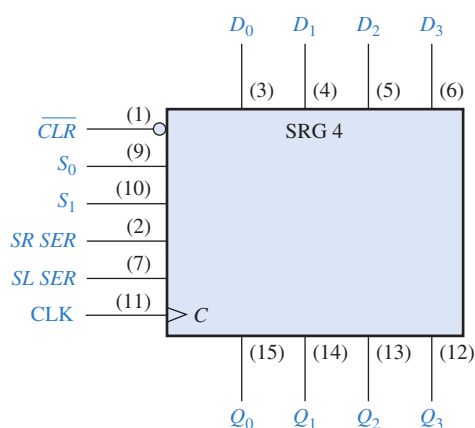 D0 D1 D2 D3
(3) (4) (5) (6)
CLR (1) SRG 4
S0 (9)
S1 (10)
SR SER (2)
SL SER (7)
CLK (11) C
(15) (14) (13) (12)
Q0 Q1 Q2 Q3